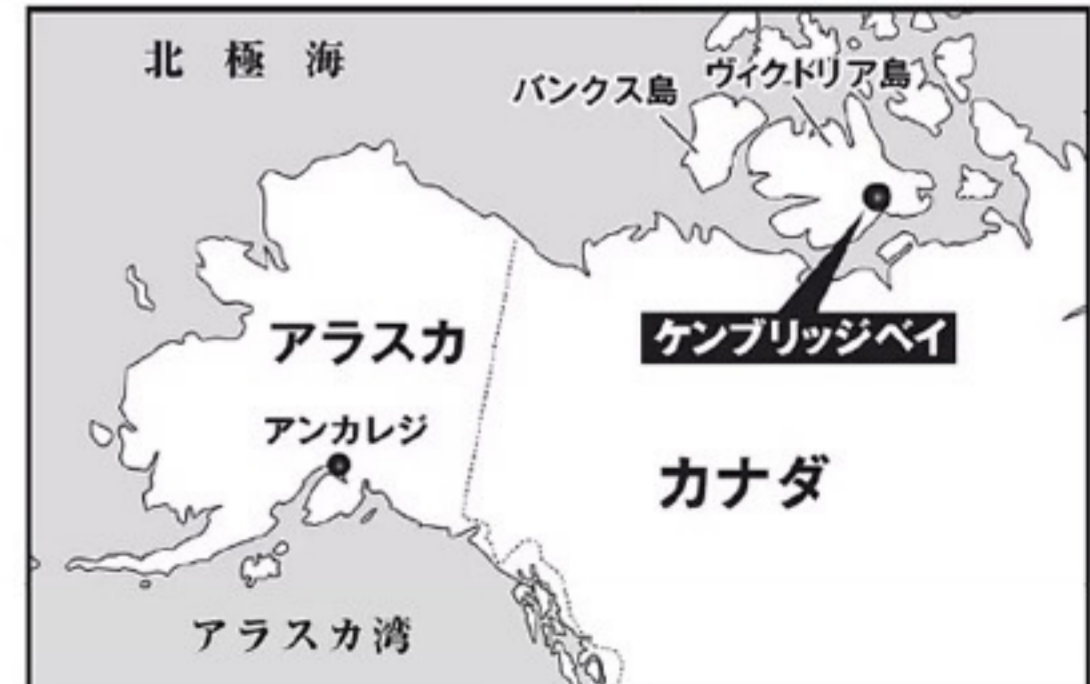 北極海
バンクス島
ヴィクトリア島
アラスカ
ケンブリッジベイ
アンカレジ
カナダ
アラスカ湾